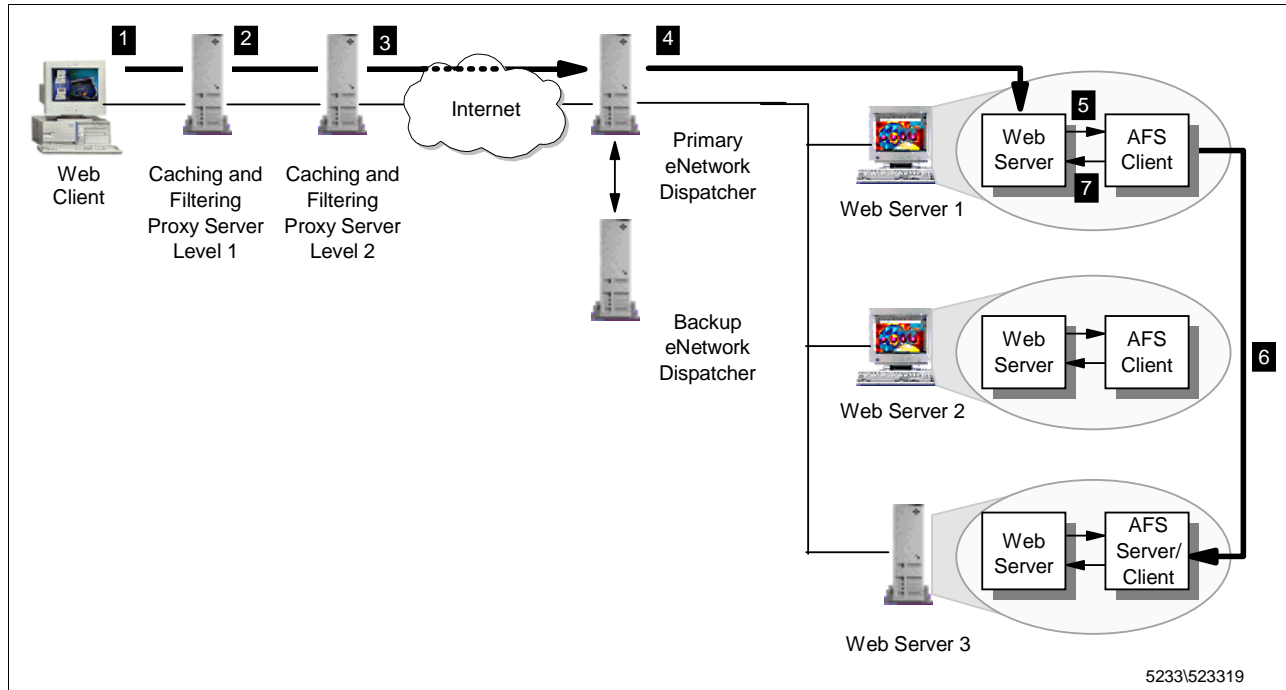 1
2
3
4
Internet
Web
Client
Caching and
Filtering
Proxy Server
Level 1
Caching and
Filtering
Proxy Server
Level 2
Primary
eNetwork
Dispatcher
Backup
eNetwork
Dispatcher
Web Server 1
Web
Server
5
7
AFS
Client
6
Web Server 2
Web
Server
AFS
Client
Web Server 3
Web
Server
AFS
Server/
Client
5233\523319